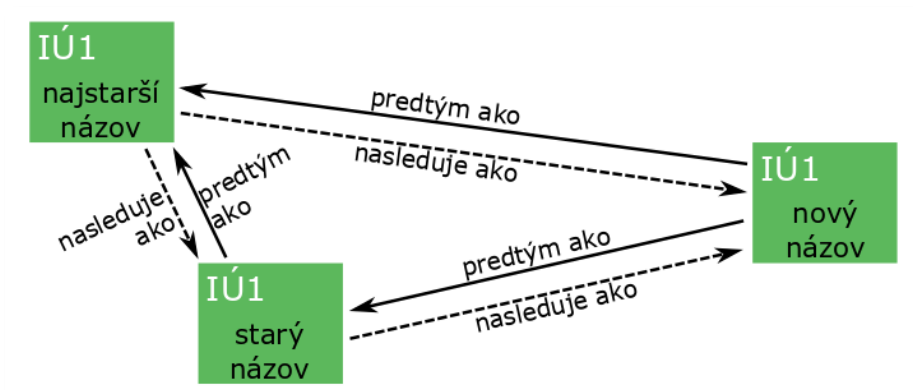 IÚ1
najstarší
názov
predtým ako
nasleduje ako
IÚ1
nový
názov
nasleduje
ako
predtým
ako
predtým ako
nasleduje ako
IÚ1
starý
názov